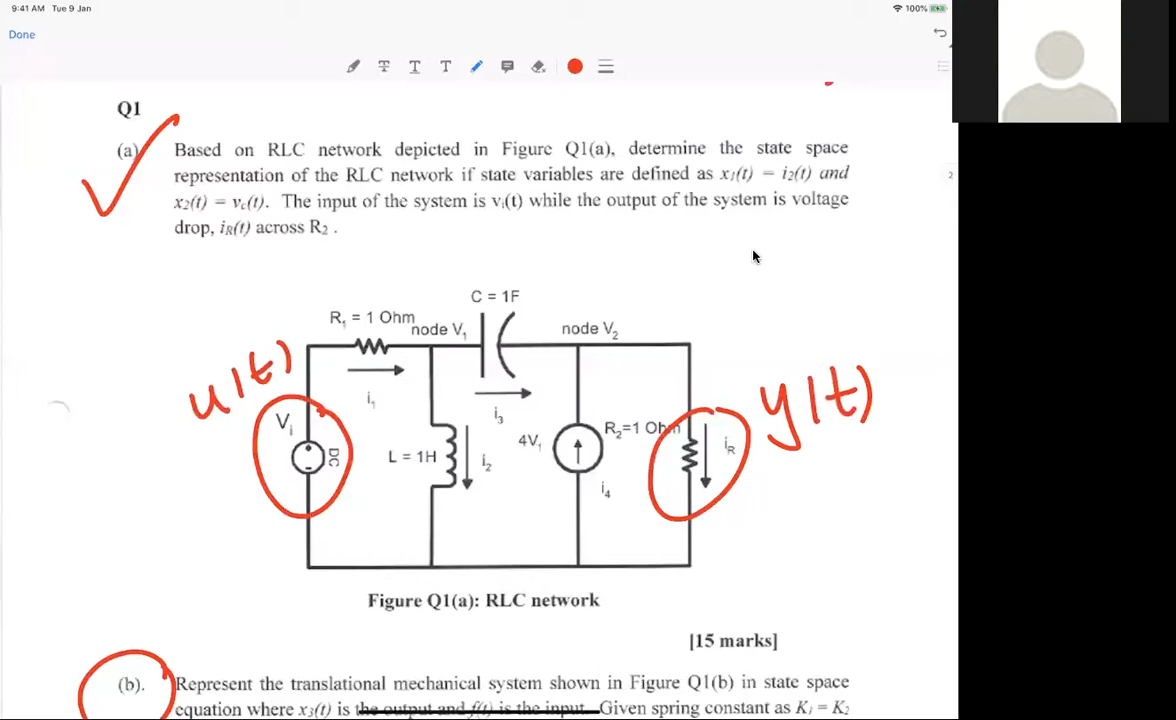 9:41 AM Tue 9 Jan
100%
Done
T T T
Q1
(a)
Based on RLC network depicted in Figure Q1(a), determine the state space
representation of the RLC network if state variables are defined as x1(t) = i2(t) and
x2(t) = vc(t). The input of the system is vi(t) while the output of the system is voltage
drop, iR(t) across R2 .
2
C = 1F
R1 = 1 Ohm
node V1
node V2
u(t)
i1
i3
y(t)
Vi
DC
L = 1H
i2
4V1
R2=1 Ohm
iR
i4
Figure Q1(a): RLC network
[15 marks]
(b). Represent the translational mechanical system shown in Figure Q1(b) in state space
equation where x3(t) is the output and f(t) is the input. Given spring constant as K1 = K2